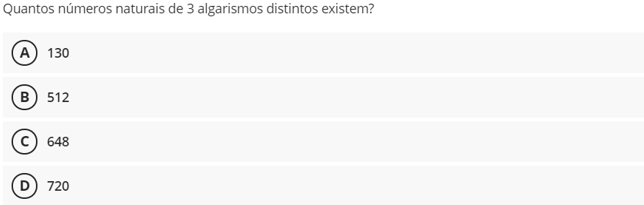 Quantos números naturais de 3 algarismos distintos existem?
A 130
B 512
C 648
D 720